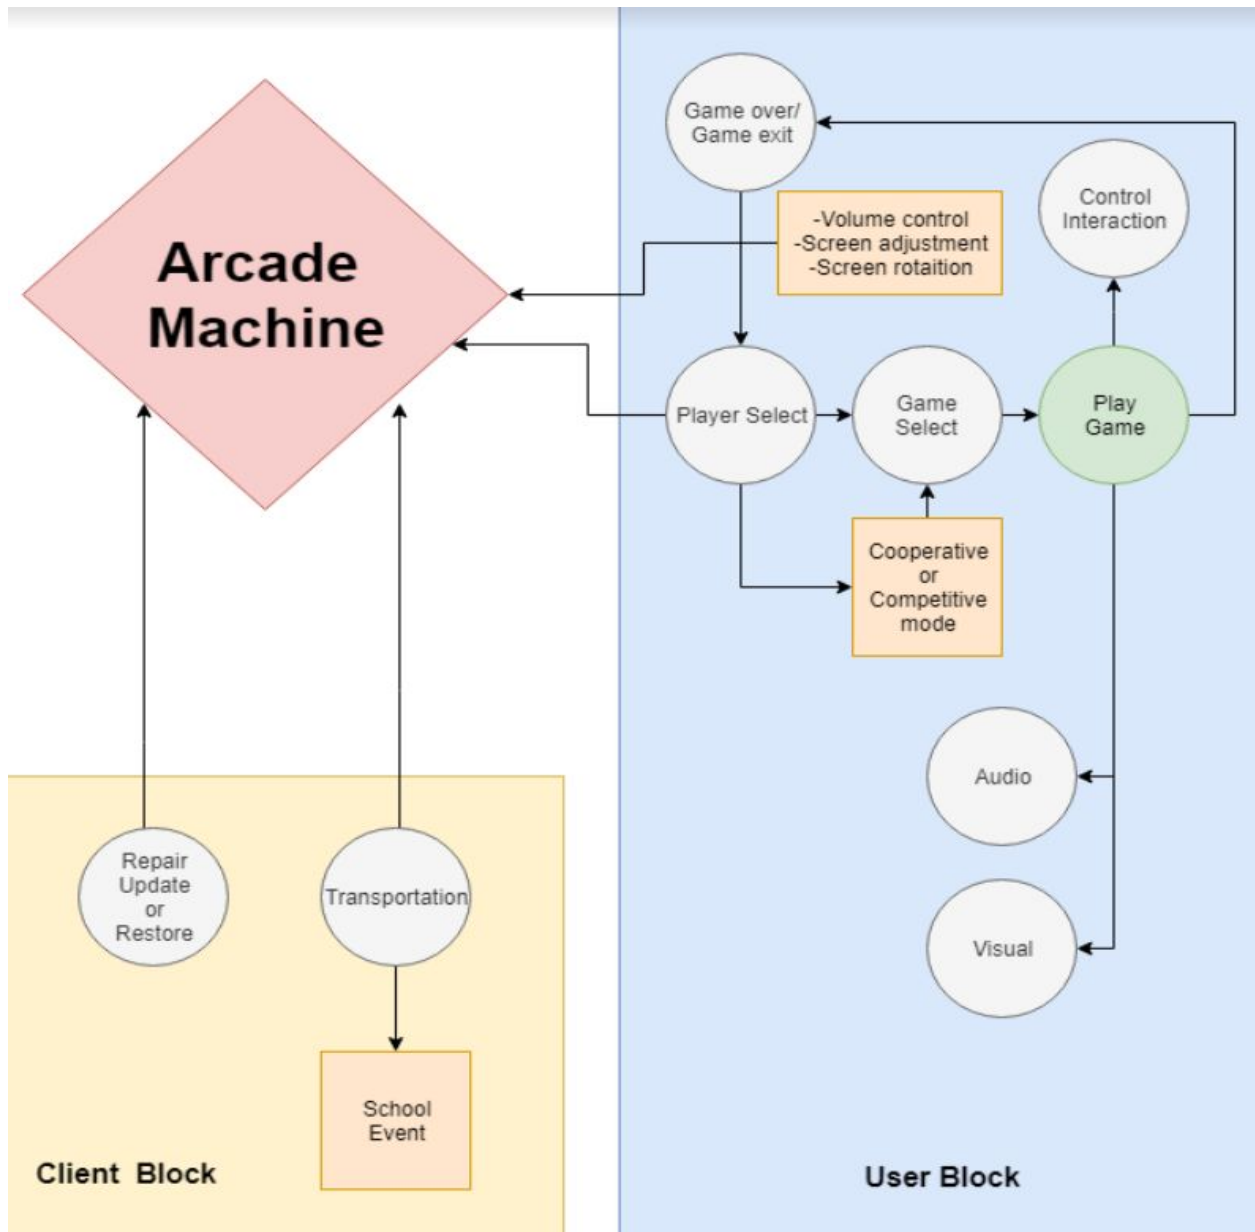 Arcade
Machine
Game over/
Game exit
-Volume control
-Screen adjustment
-Screen rotaition
Control
Interaction
Player Select
Game
Select
Play
Game
Cooperative
or
Competitive
mode
Audio
Visual
User Block
Repair
Update
or
Restore
Transportation
School
Event
Client Block